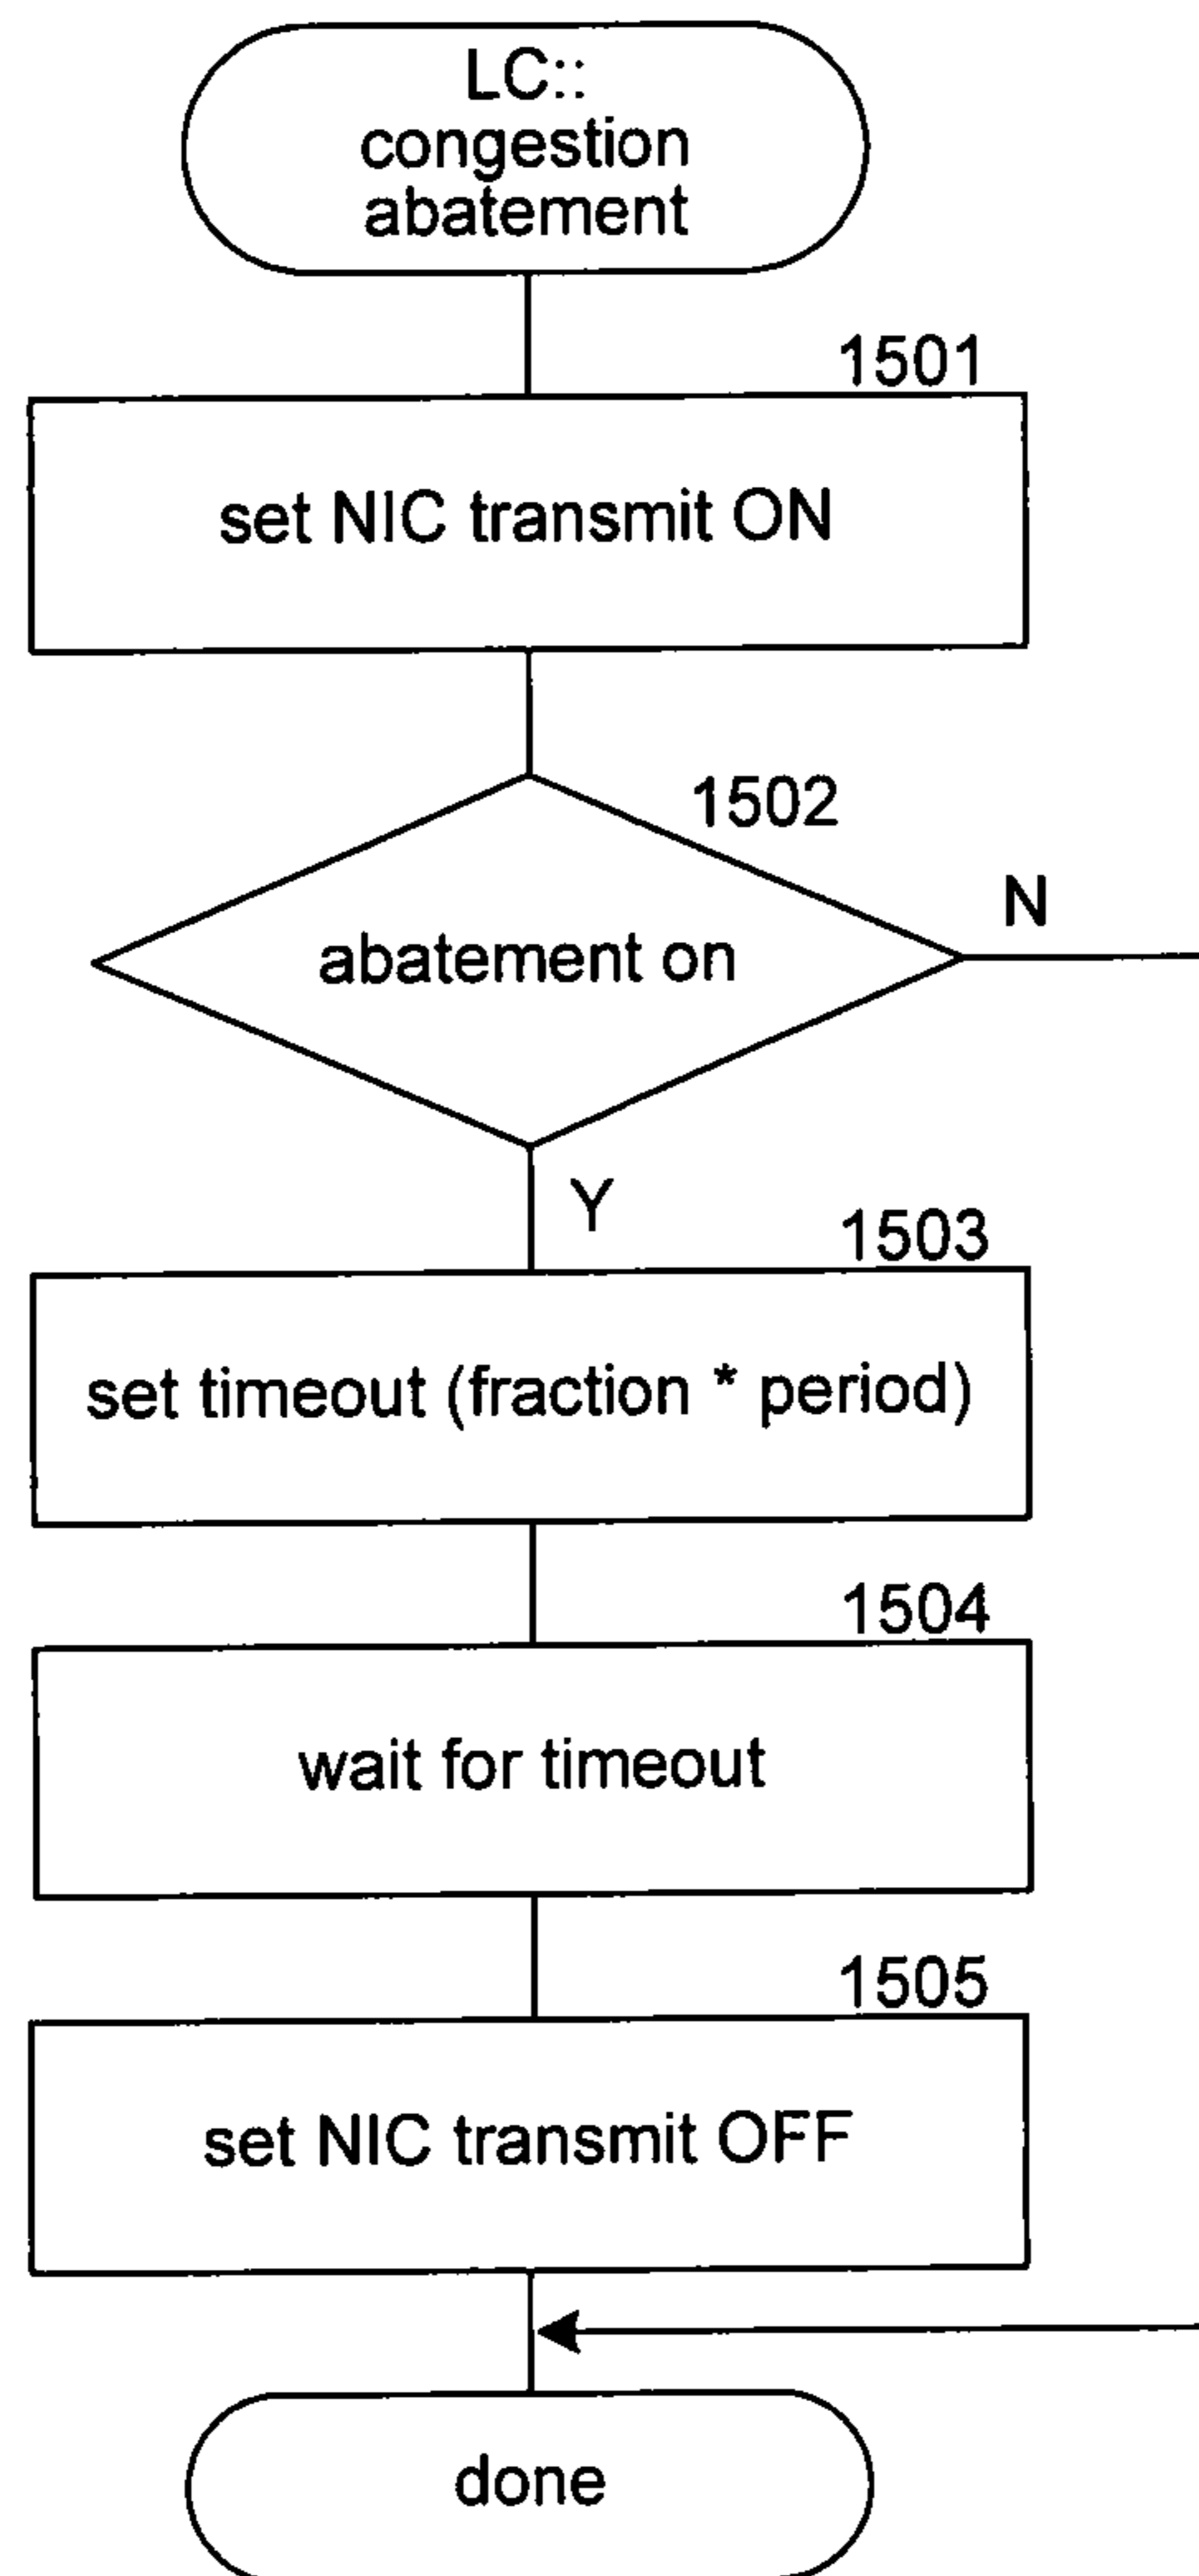 LC::
congestion
abatement
1501
set NIC transmit ON
1502
abatement on
N
Y
1503
set timeout (fraction * period)
1504
wait for timeout
1505
set NIC transmit OFF
done